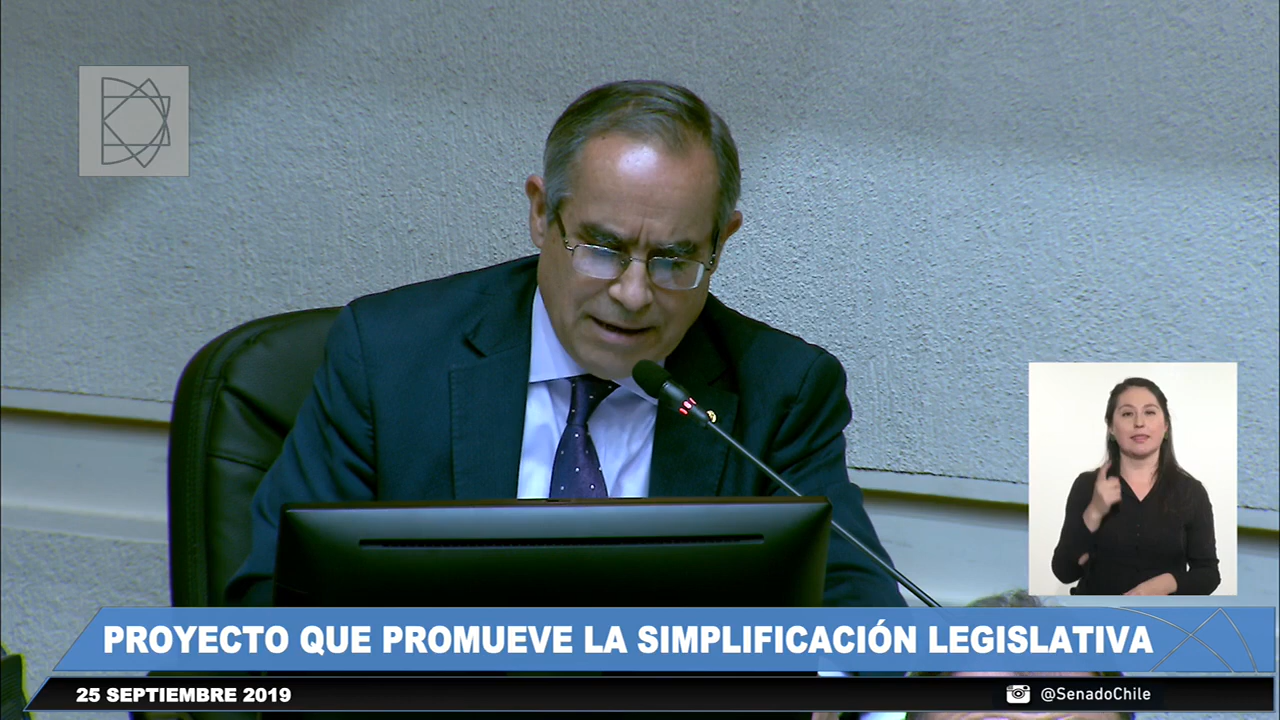 PROYECTO QUE PROMUEVE LA SIMPLIFICACIÓN LEGISLATIVA
25 SEPTIEMBRE 2019
@SenadoChile